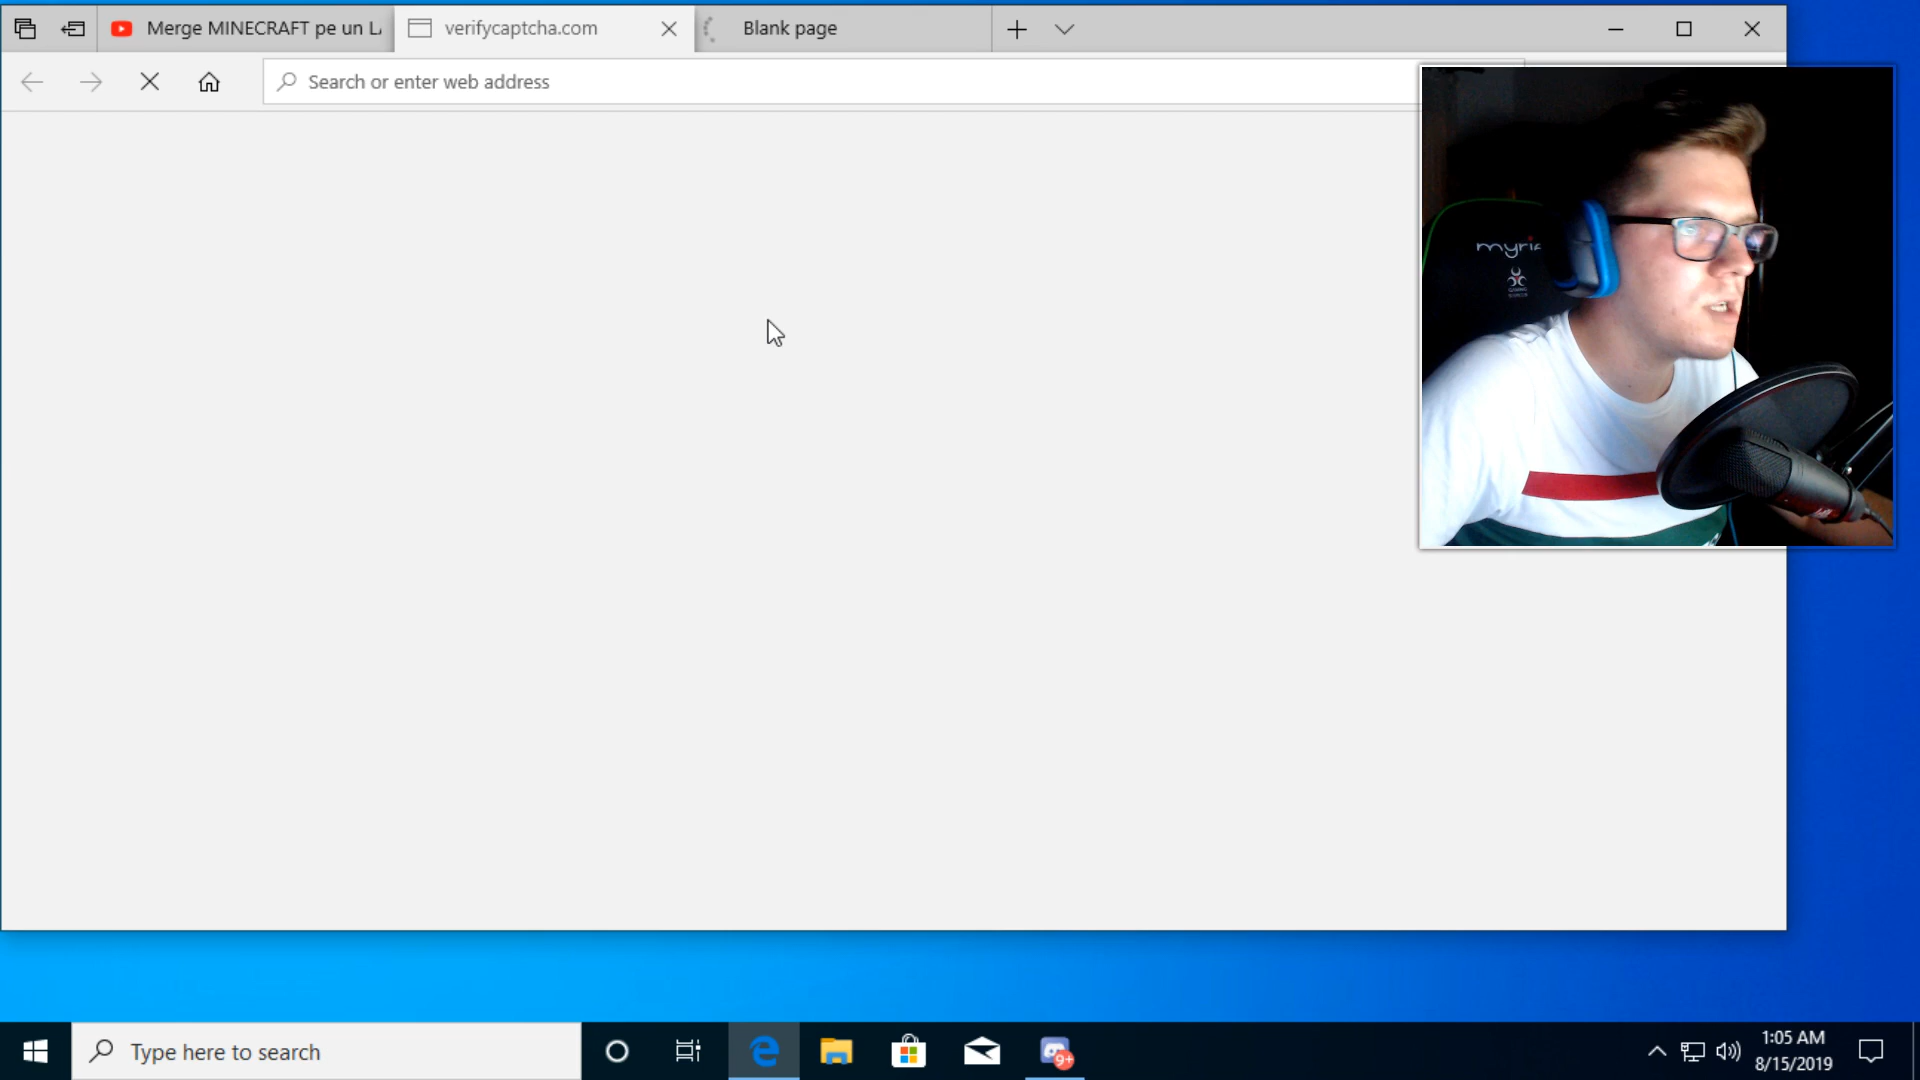 Merge MINECRAFT pe un L
verifycaptcha.com
Blank page
Search or enter web address
Type here to search
9+
1:05 AM
8/15/2019